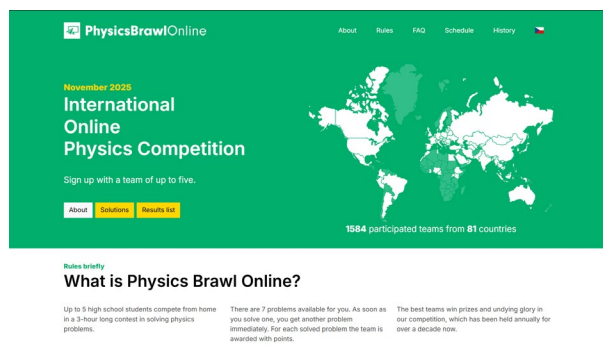 PhysicsBrawlOnline
About Rules FAQ Schedule History
November 2025
International
Online
Physics Competition
Sign up with a team of up to five.
About Solutions Results list
1584 participated teams from 81 countries
Rules briefly
What is Physics Brawl Online?
Up to 5 high school students compete from home
in a 3-hour long contest in solving physics
problems.
There are 7 problems available for you. As soon as
you solve one, you get another problem
immediately. For each solved problem the team is
awarded with points.
The best teams win prizes and undying glory in
our competition, which has been held annually for
over a decade now.